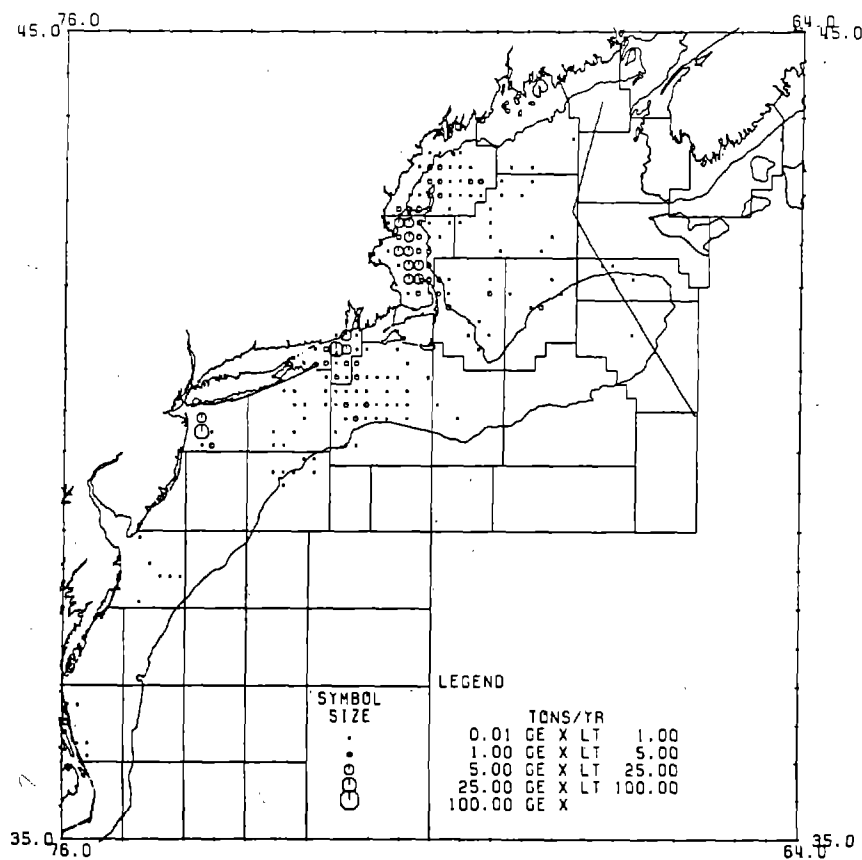 76.0 64.0
45.0 45.0
LEGEND
SYMBOL
SIZE
TONS/YR
0.01 GE X LT 1.00
1.00 GE X LT 5.00
5.00 GE X LT 25.00
25.00 GE X LT 100.00
100.00 GE X
35.0 35.0
76.0 64.0